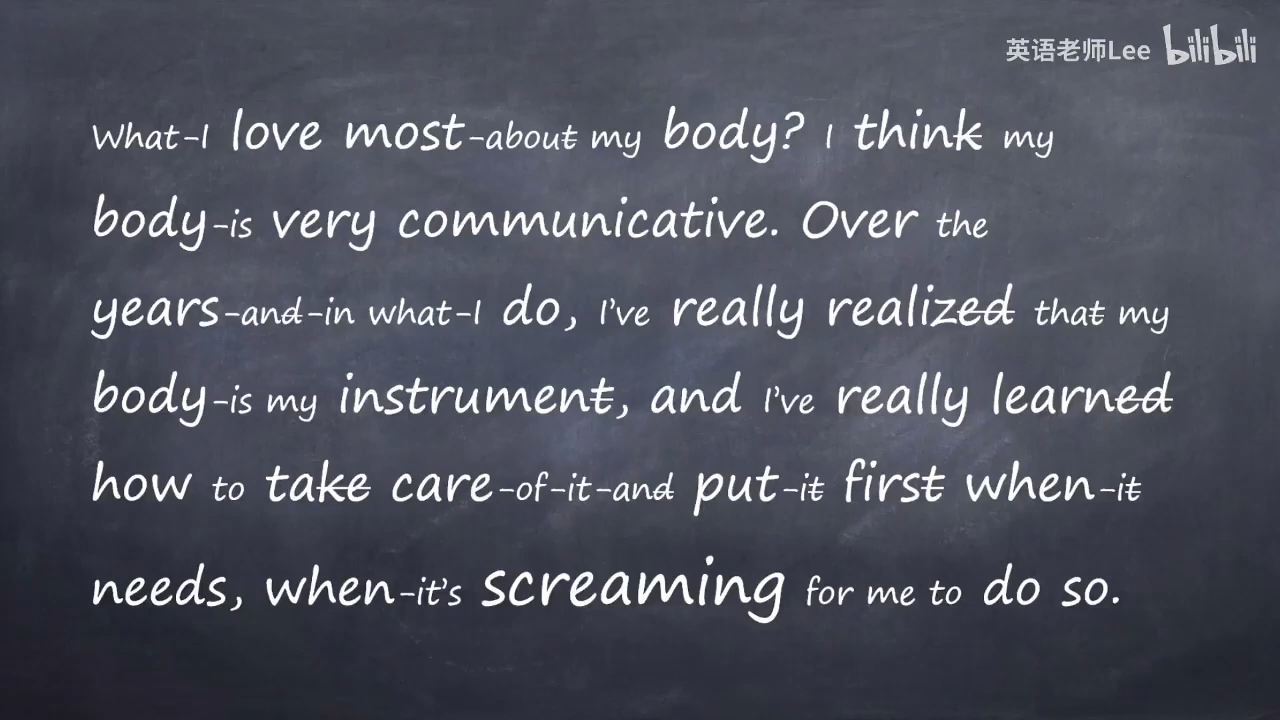 英语老师Lee bilibili
What-I love most-about my body? I think my
body-is very communicative. Over the
years-and-in what-I do, I've really realized that my
body-is my instrument, and I've really learned
how to take care-of-it-and put-it first when-it
needs, when-it's screaming for me to do so.